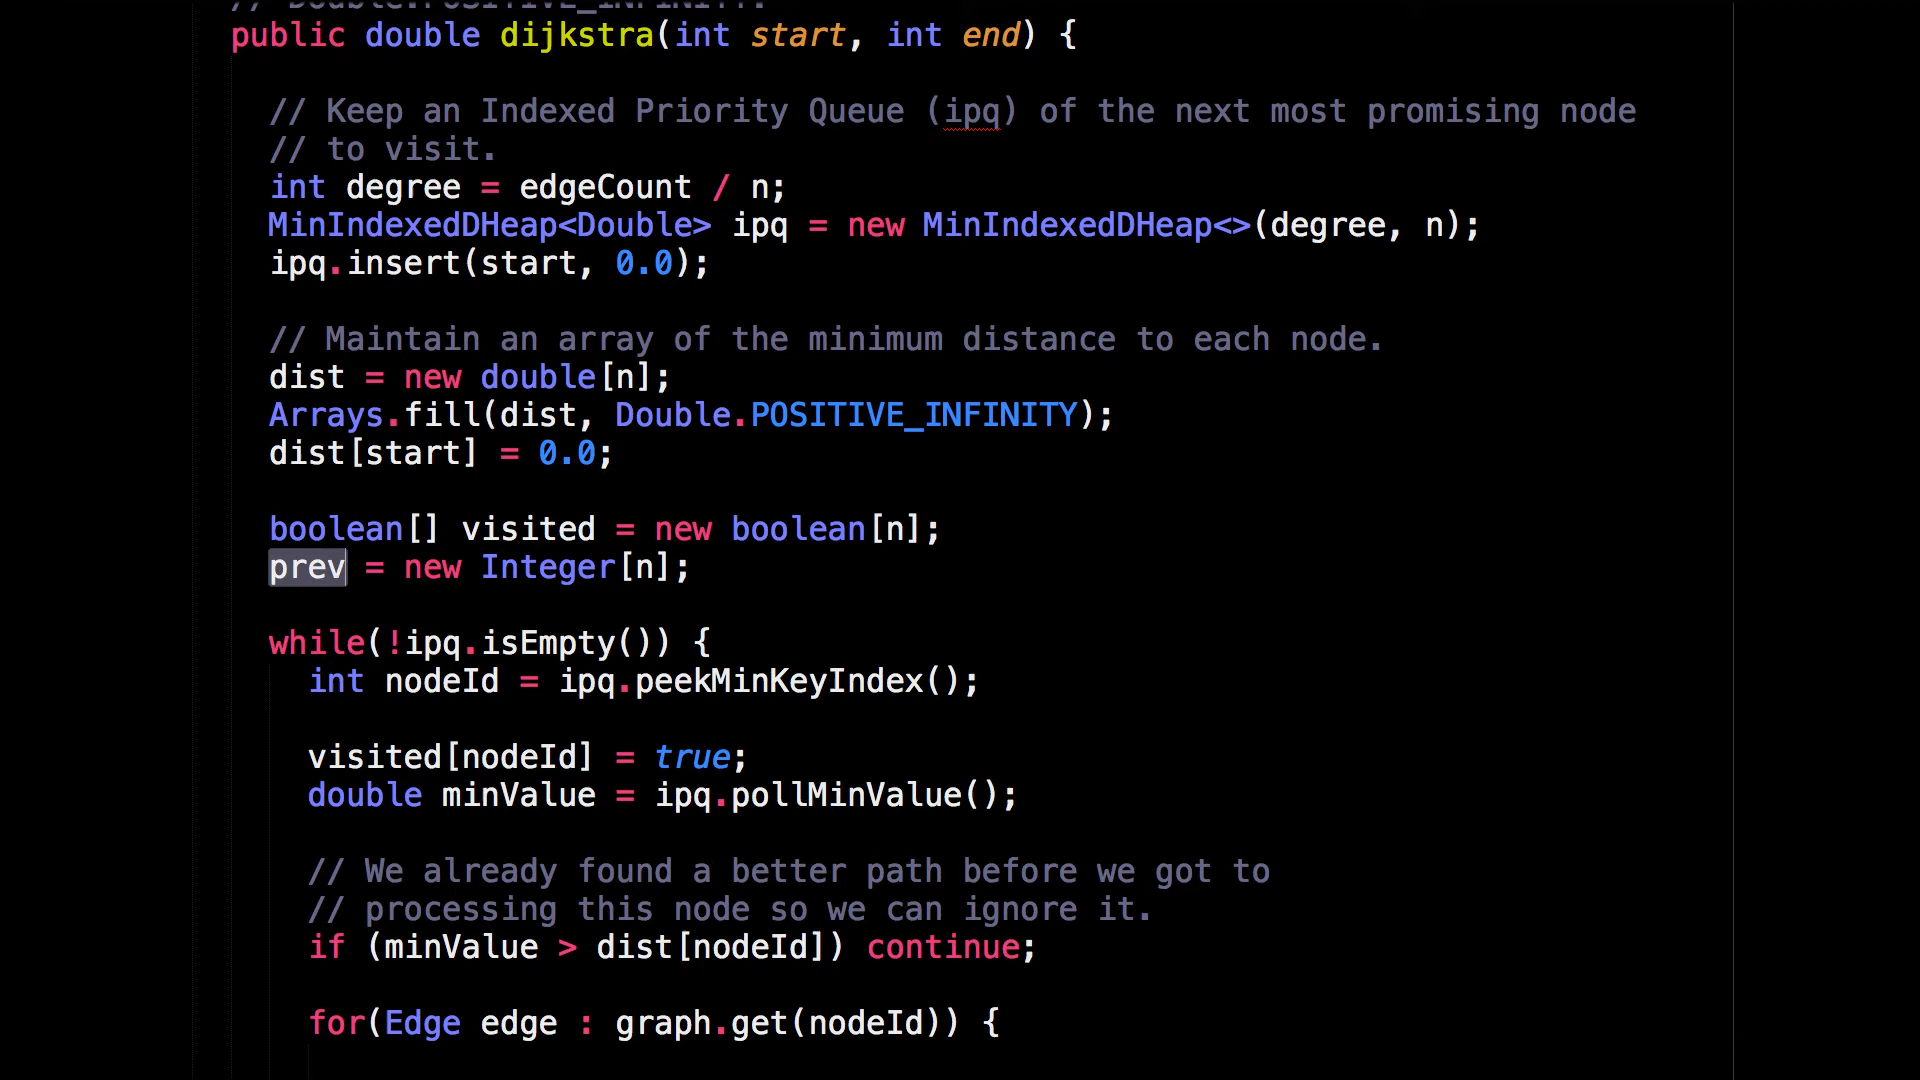 // Double.POSITIVE_INFINITY.
public double dijkstra(int start, int end) {
// Keep an Indexed Priority Queue (ipq) of the next most promising node
// to visit.
int degree = edgeCount / n;
MinIndexedDHeap<Double> ipq = new MinIndexedDHeap<>(degree, n);
ipq.insert(start, 0.0);
// Maintain an array of the minimum distance to each node.
dist = new double[n];
Arrays.fill(dist, Double.POSITIVE_INFINITY);
dist[start] = 0.0;
boolean[] visited = new boolean[n];
prev = new Integer[n];
while(!ipq.isEmpty()) {
int nodeId = ipq.peekMinKeyIndex();
visited[nodeId] = true;
double minValue = ipq.pollMinValue();
// We already found a better path before we got to
// processing this node so we can ignore it.
if (minValue > dist[nodeId]) continue;
for(Edge edge : graph.get(nodeId)) {